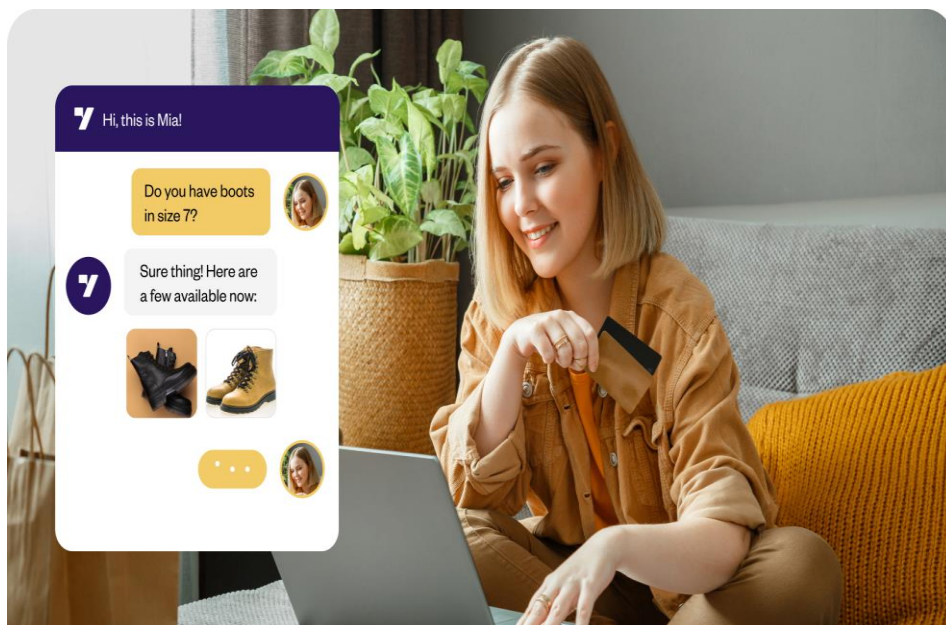 Hi, this is Mia!
Do you have boots
in size 7?
Sure thing! Here are
a few available now: